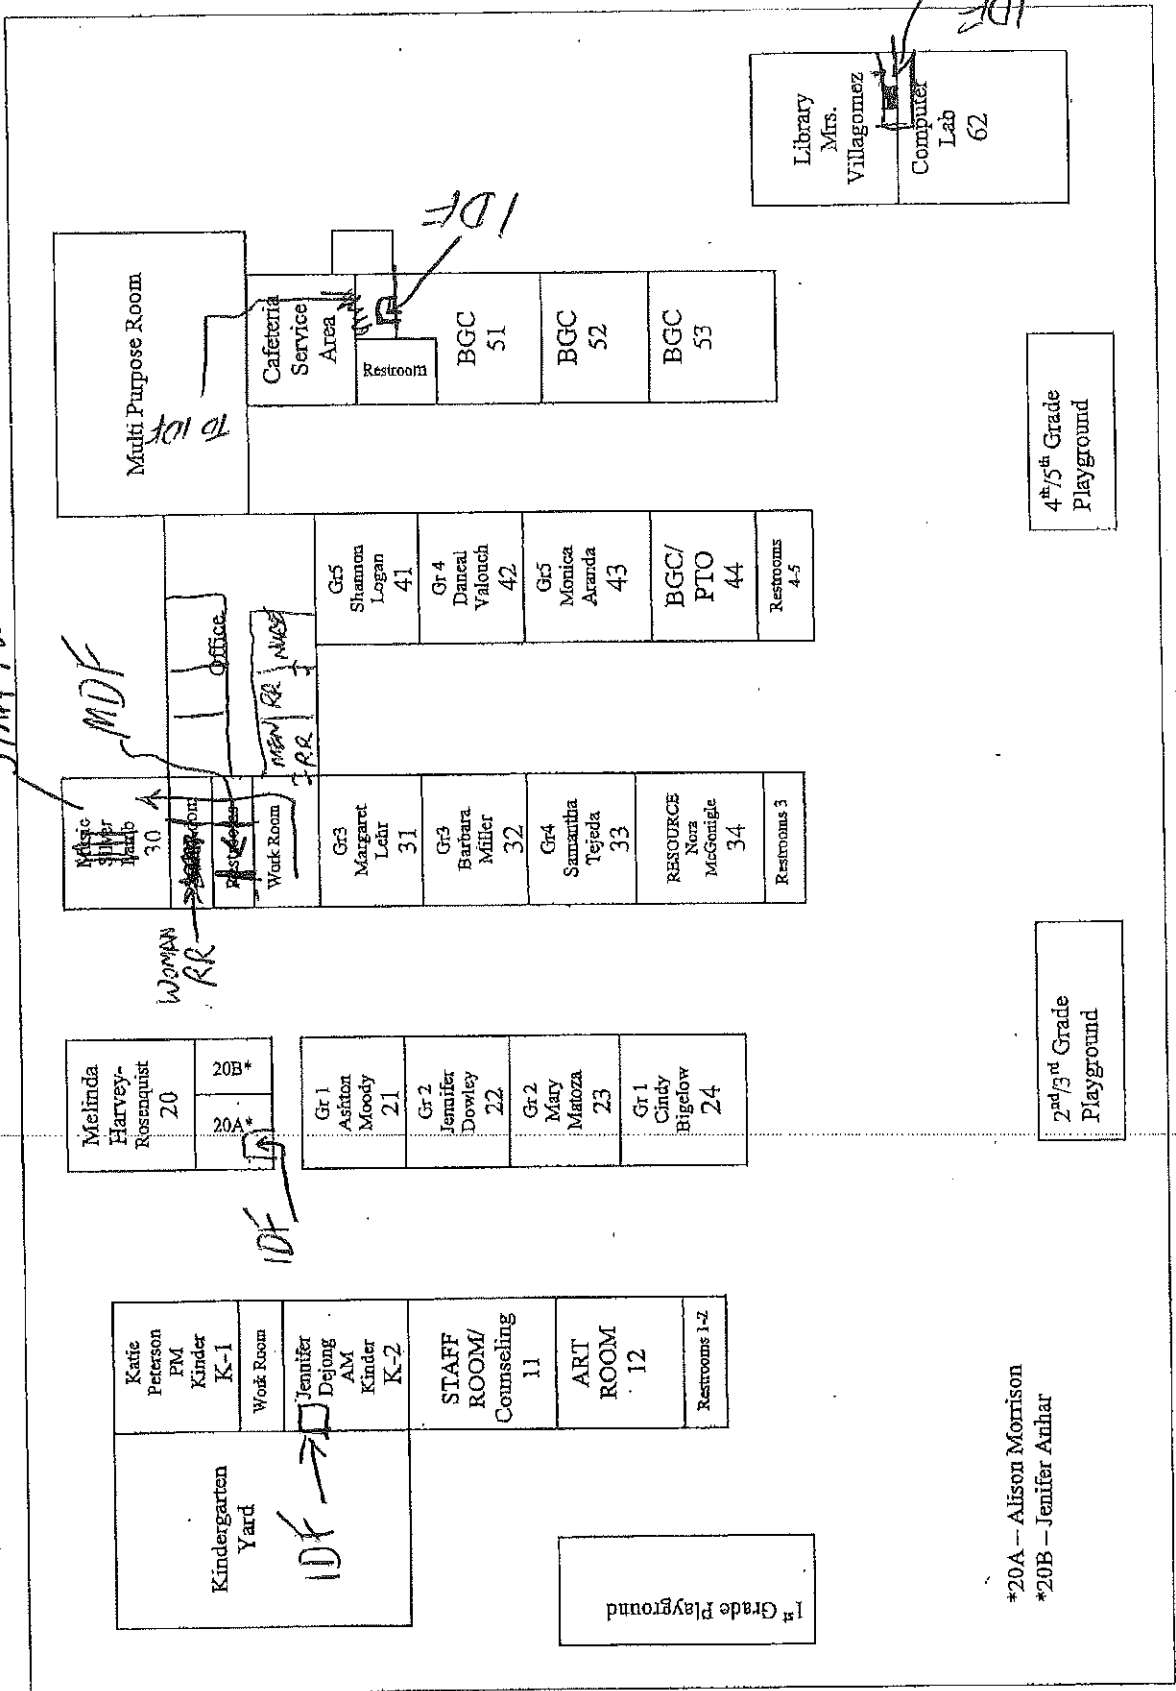 Kindergarten
Yard
IDF
1st Grade Playground
Katie
Peterson
PM
Kinder
K-1
Work Room
Jennifer
Dejong
AM
Kinder
K-2
STAFF
ROOM/
Counseling
11
ART
ROOM
12
Restrooms 1-2
IDF
Melinda
Harvey-
Rosenquist
20
20A*
20B*
Gr 1
Ashton
Moody
21
Gr 2
Jennifer
Dowley
22
Gr 2
Mary
Matoza
23
Gr 1
Cindy
Bigelow
24
2nd/3rd Grade
Playground
WOMAN
RR
Music
30
Work Room
Gr3
Margaret
Lehr
31
Gr3
Barbara
Miller
32
Gr4
Samantha
Tejeda
33
RESOURCE
Nora
McGonigle
34
Restrooms 3
MDF
Office
MEN
RR
RR
Gr5
Shannon
Logan
41
Gr 4
Daneal
Valouch
42
Gr5
Monica
Aranda
43
BGC/
PTO
44
Restrooms
4-5
Multi Purpose Room
TO IDF
Cafeteria
Service
Area
Restroom
IDF
BGC
51
BGC
52
BGC
53
4th/5th Grade
Playground
Library
Mrs.
Villagomez
Computer
Lab
62
IDF
*20A – Alison Morrison
*20B – Jenifer Anhar